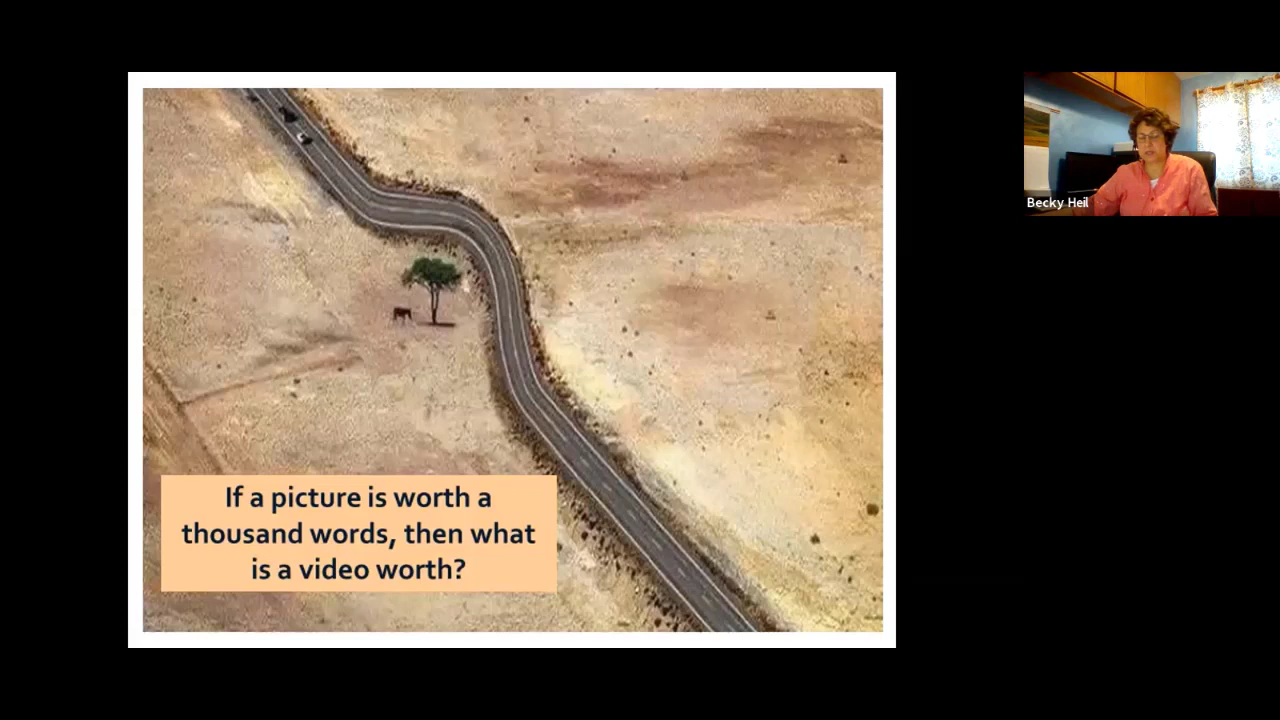 If a picture is worth a
thousand words, then what
is a video worth?
Becky Heil